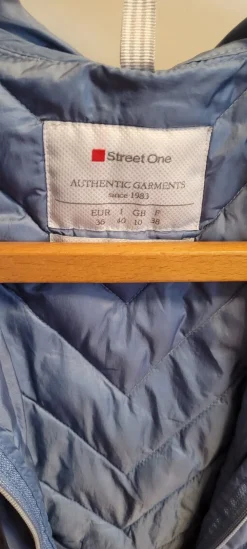 Street One
AUTHENTIC GARMENTS
since 1983
EUR I GB F
36 40 10 38